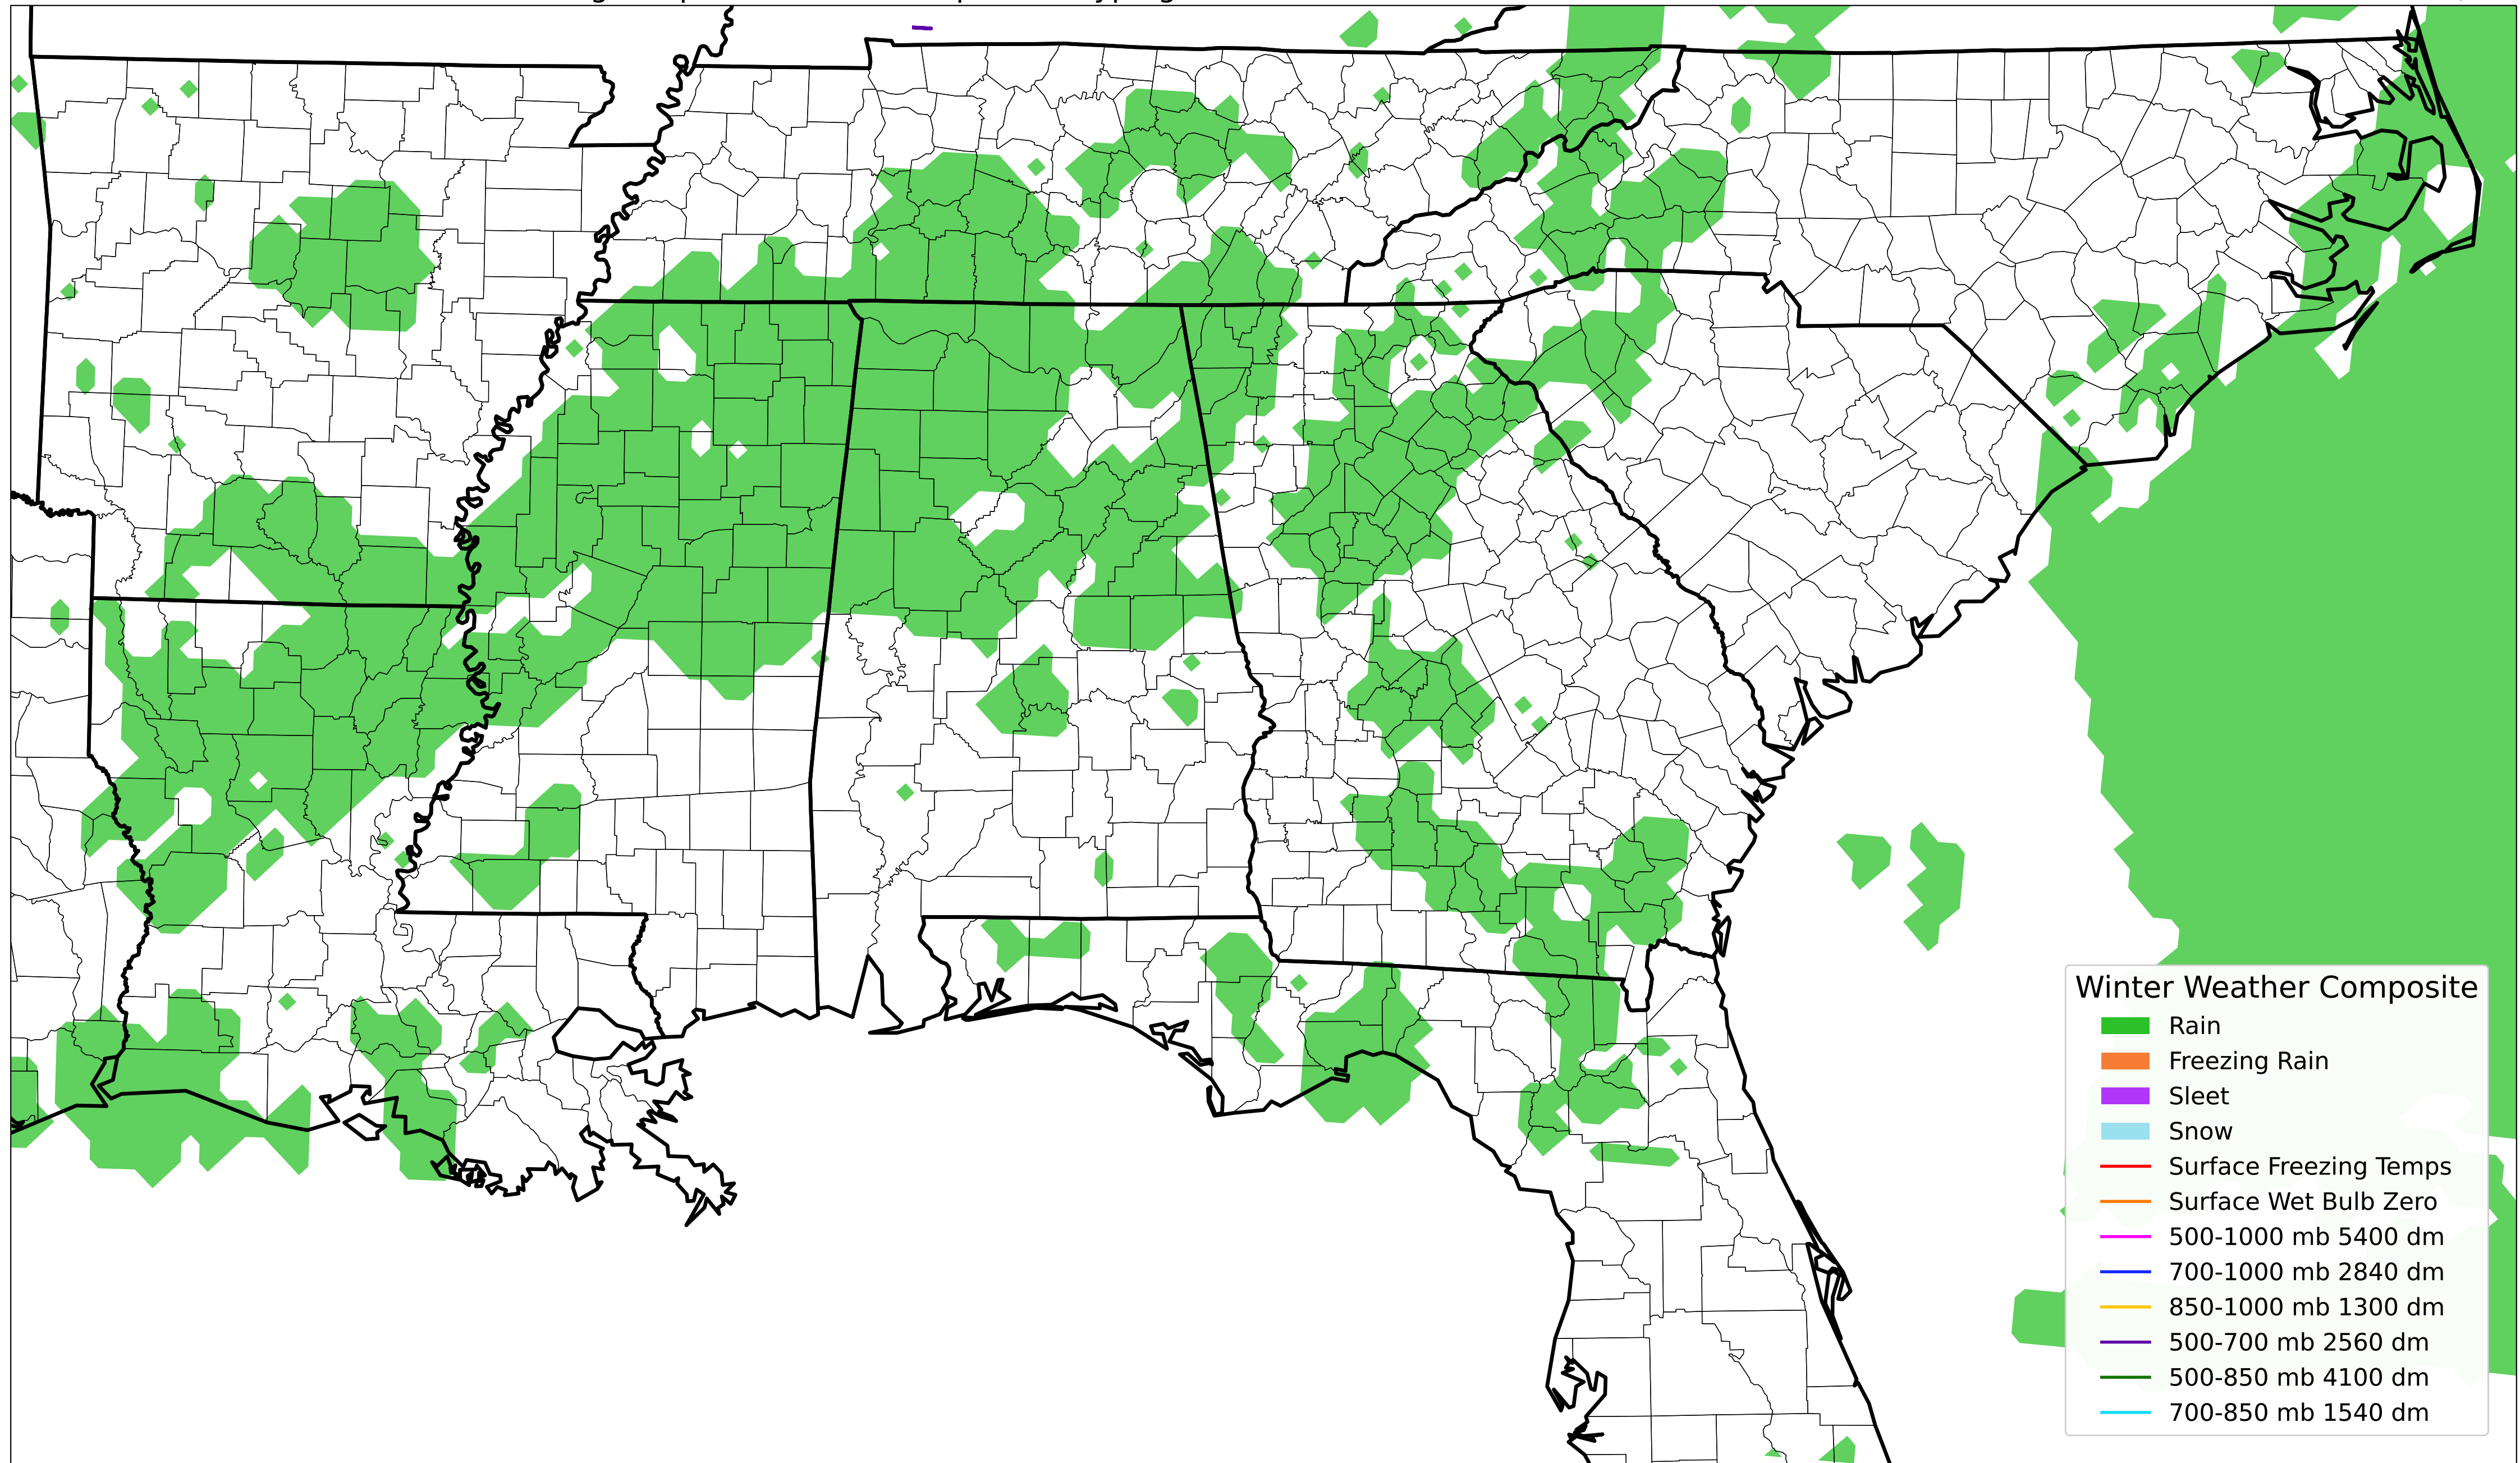 Winter Weather Composite
Rain
Freezing Rain
Sleet
Snow
Surface Freezing Temps
Surface Wet Bulb Zero
500-1000 mb 5400 dm
700-1000 mb 2840 dm
850-1000 mb 1300 dm
500-700 mb 2560 dm
500-850 mb 4100 dm
700-850 mb 1540 dm